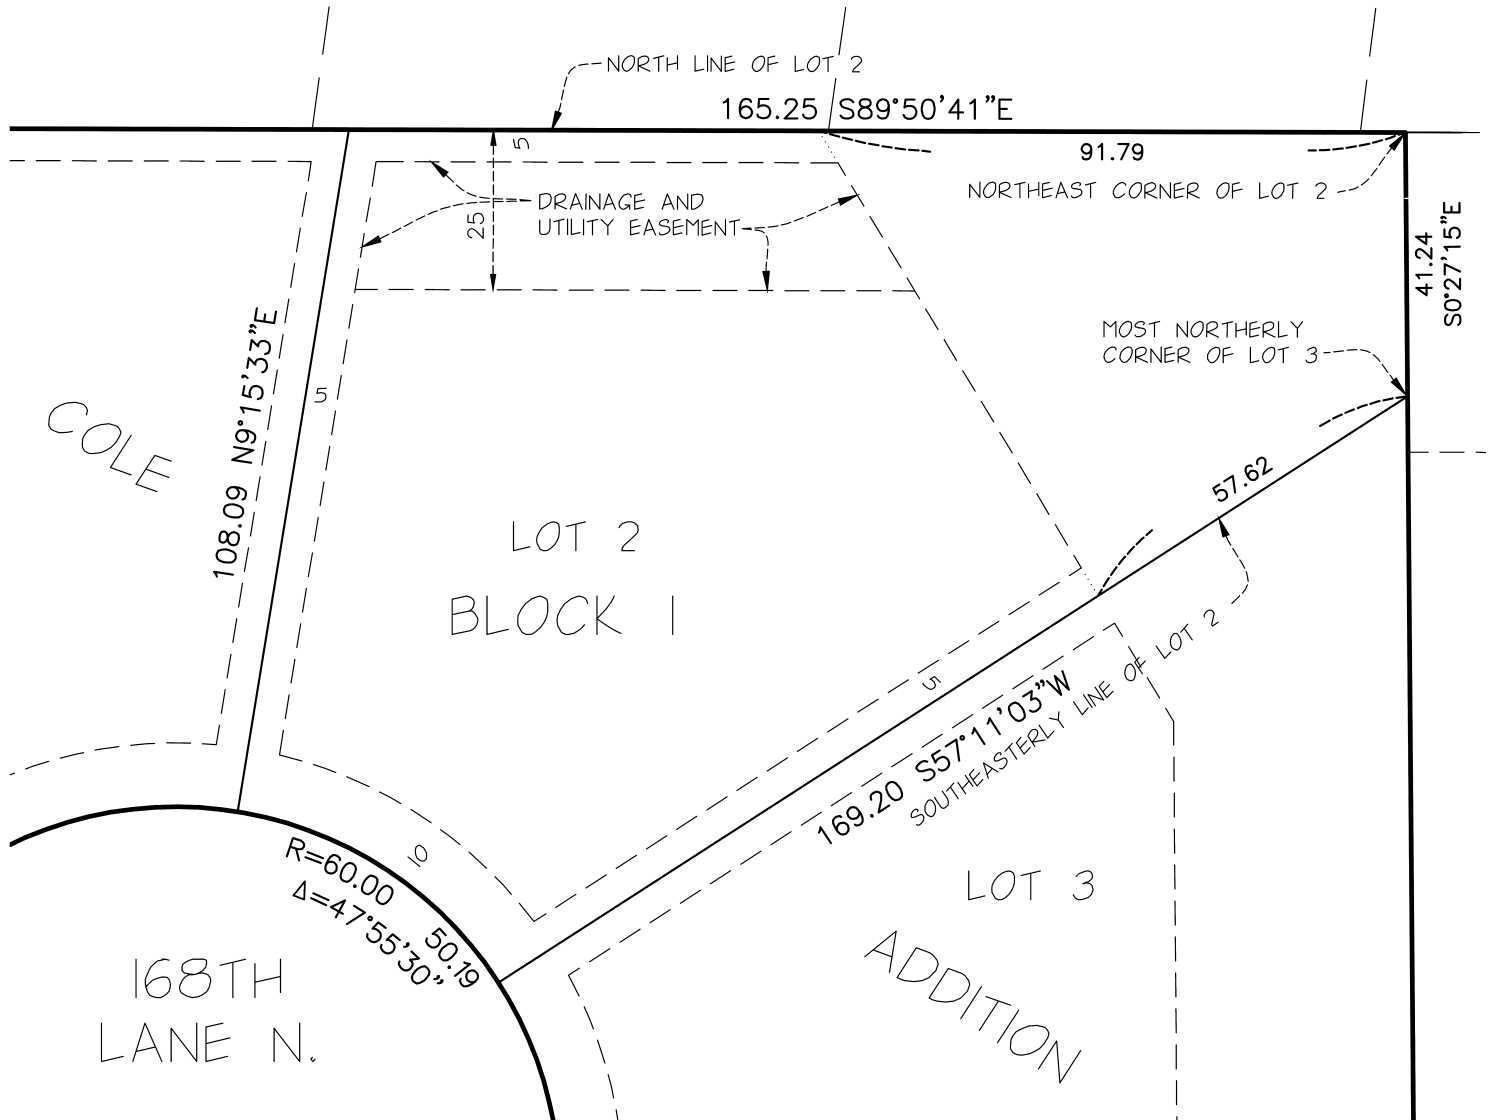 NORTH LINE OF LOT 2
165.25 S89°50'41"E
5
91.79
NORTHEAST CORNER OF LOT 2
DRAINAGE AND
UTILITY EASEMENT
25
41.24
S0°27'15"E
MOST NORTHERLY
CORNER OF LOT 3
108.09 N9°15'33"E
5
COLE
57.62
LOT 2
BLOCK 1
5
169.20 S57°11'03"W
SOUTHEASTERLY LINE OF LOT 2
10
R=60.00 50.19
Δ=47°55'30"
LOT 3
ADDITION
168TH
LANE N.